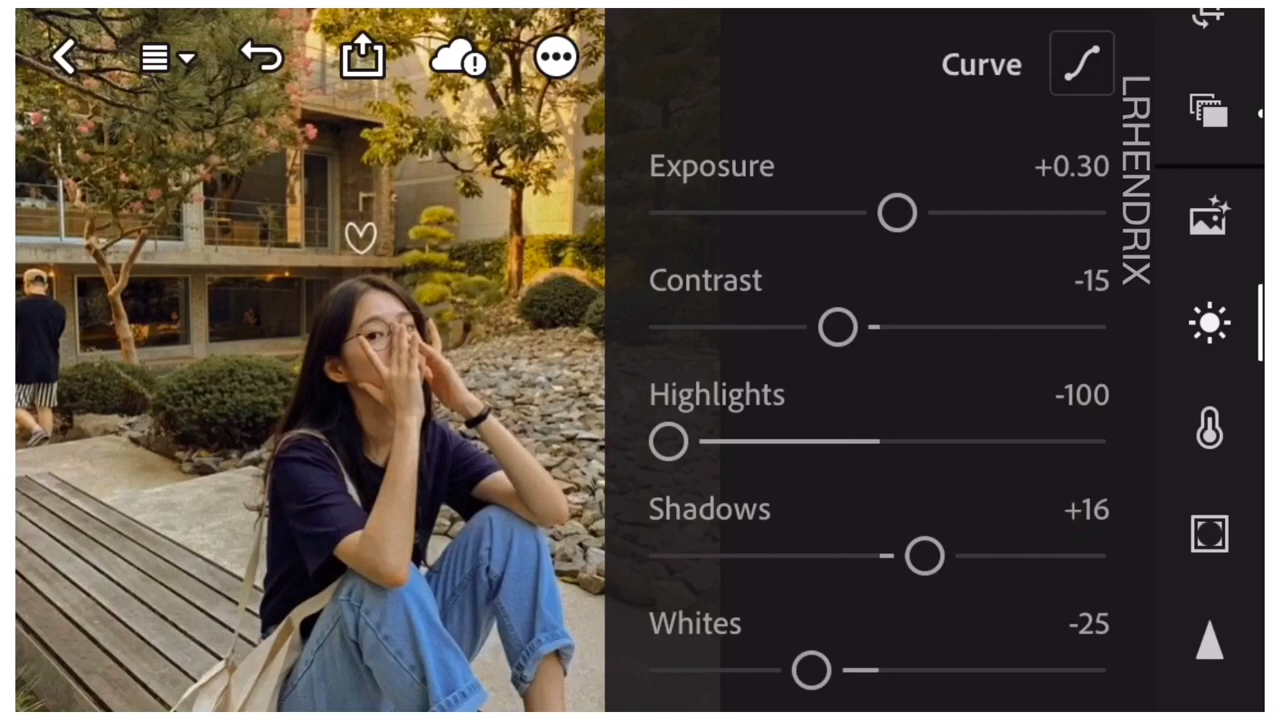 Curve
LRHENDRIX
Exposure +0.30
Contrast -15
Highlights -100
Shadows +16
Whites -25